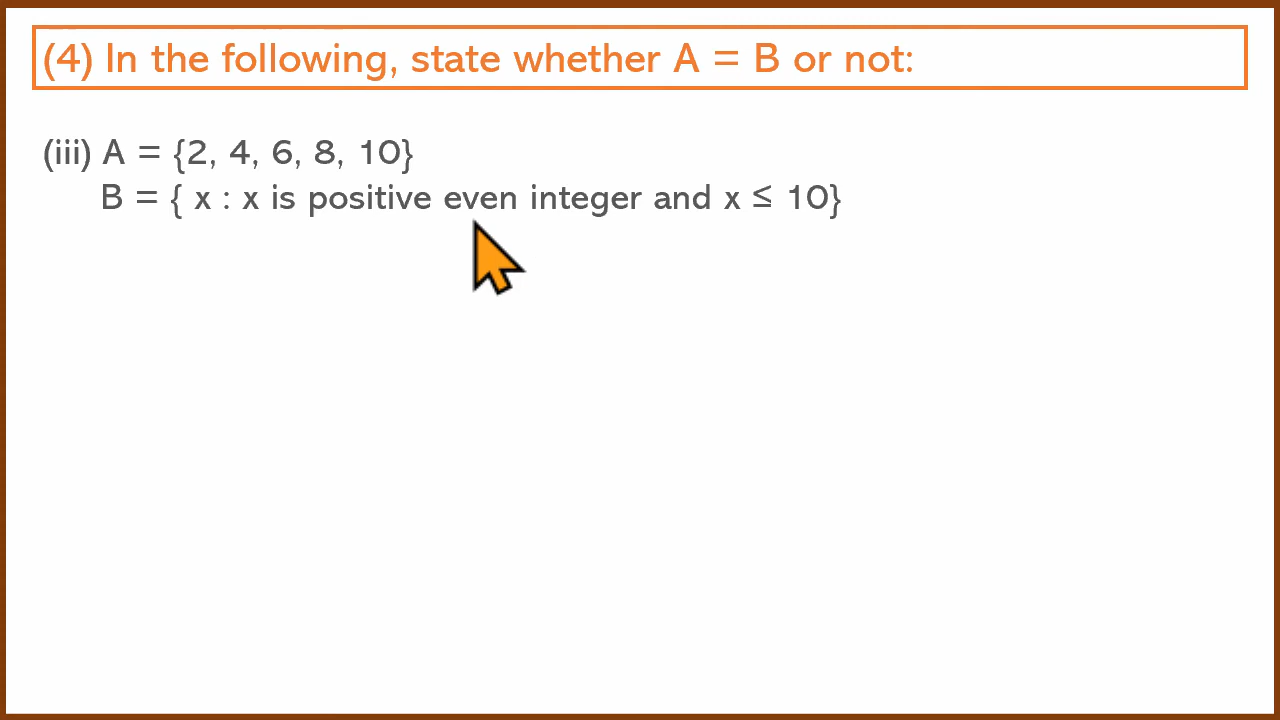 (4) In the following, state whether A = B or not:
(iii) A = {2, 4, 6, 8, 10}
B = { x : x is positive even integer and x ≤ 10}